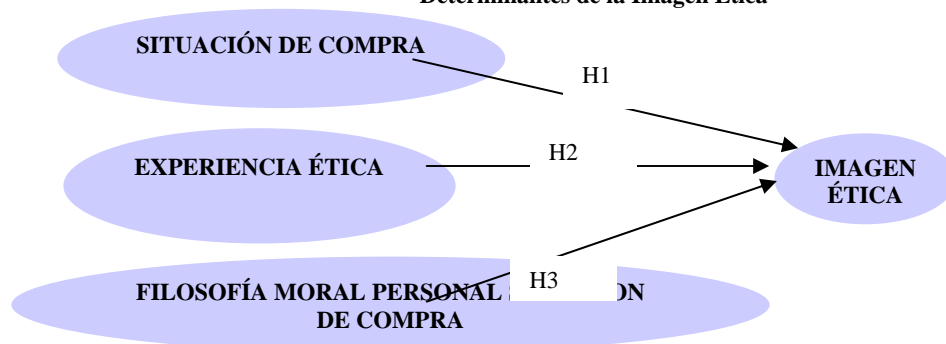 Determinantes de la Imagen Ética
SITUACIÓN DE COMPRA
H1
EXPERIENCIA ÉTICA
H2
IMAGEN
ÉTICA
H3
FILOSOFÍA MORAL PERSONAL
DE COMPRA